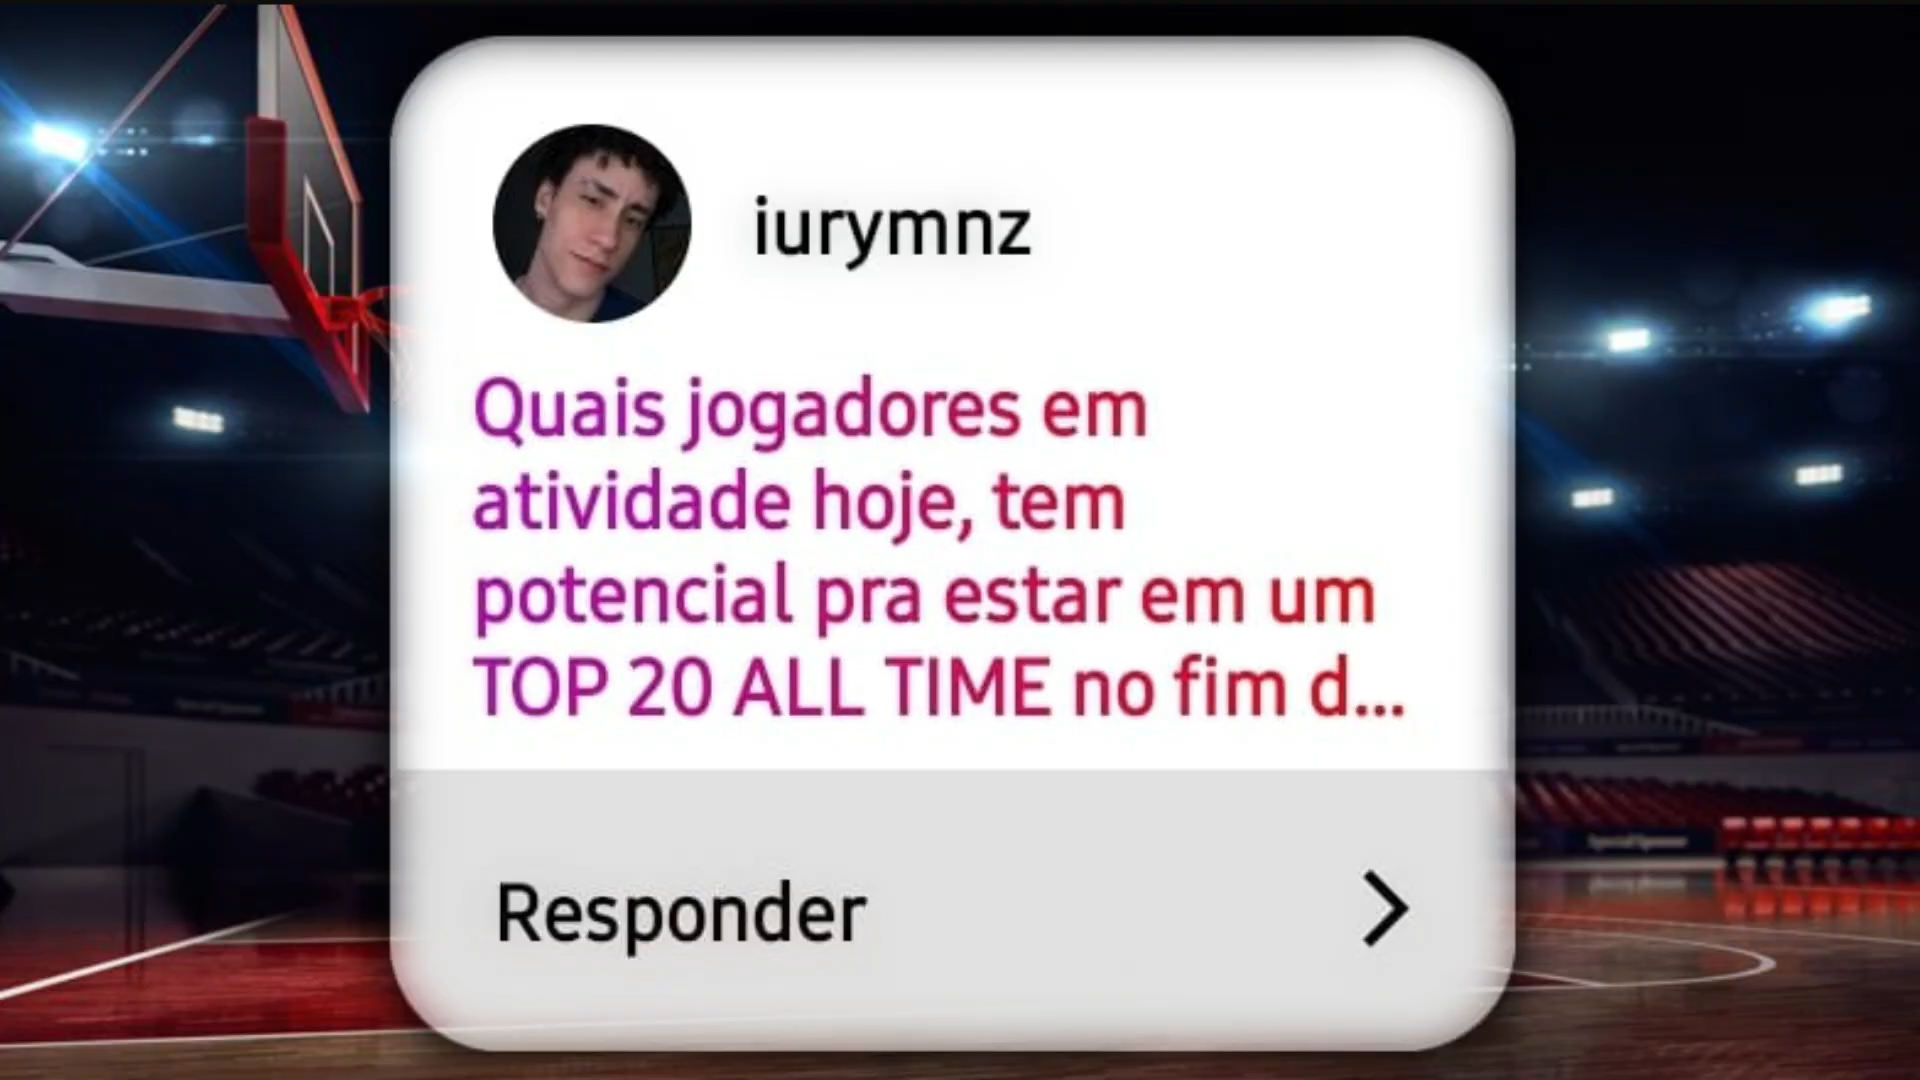 iurymnz
Quais jogadores em
atividade hoje, tem
potencial pra estar em um
TOP 20 ALL TIME no fim d...
Responder